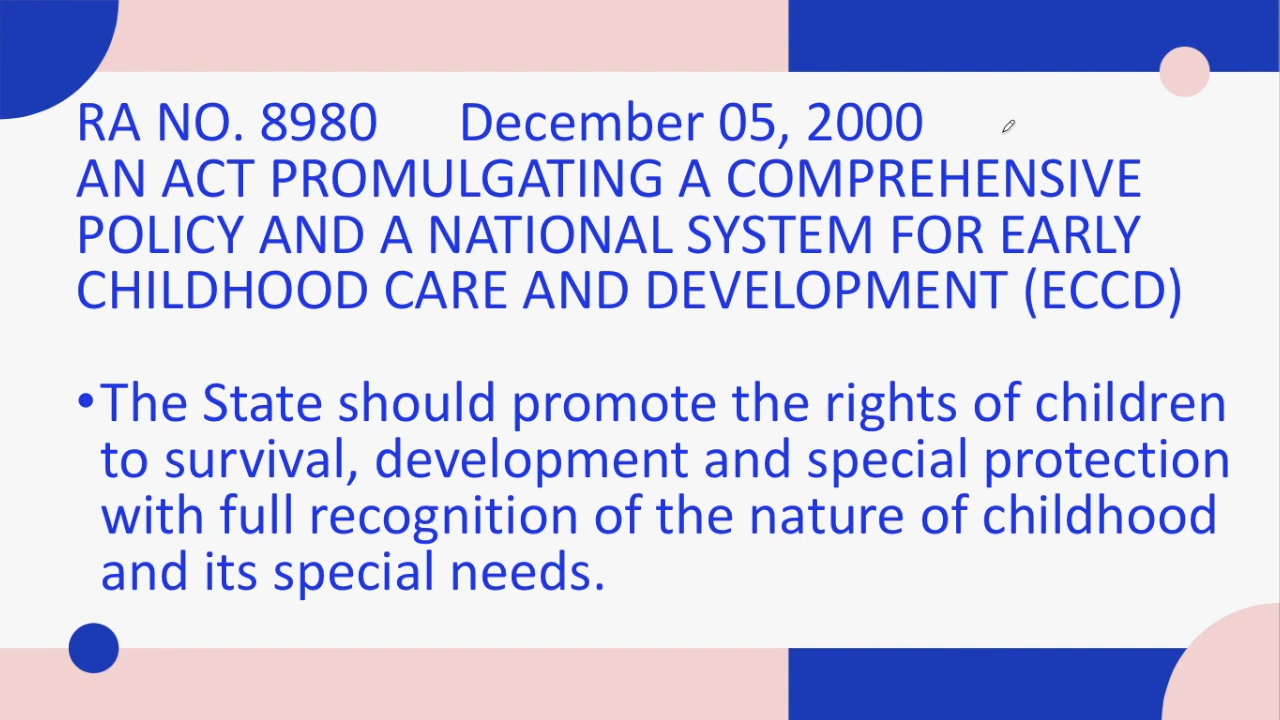 RA NO. 8980 December 05, 2000
AN ACT PROMULGATING A COMPREHENSIVE
POLICY AND A NATIONAL SYSTEM FOR EARLY
CHILDHOOD CARE AND DEVELOPMENT (ECCD)
•The State should promote the rights of children
to survival, development and special protection
with full recognition of the nature of childhood
and its special needs.